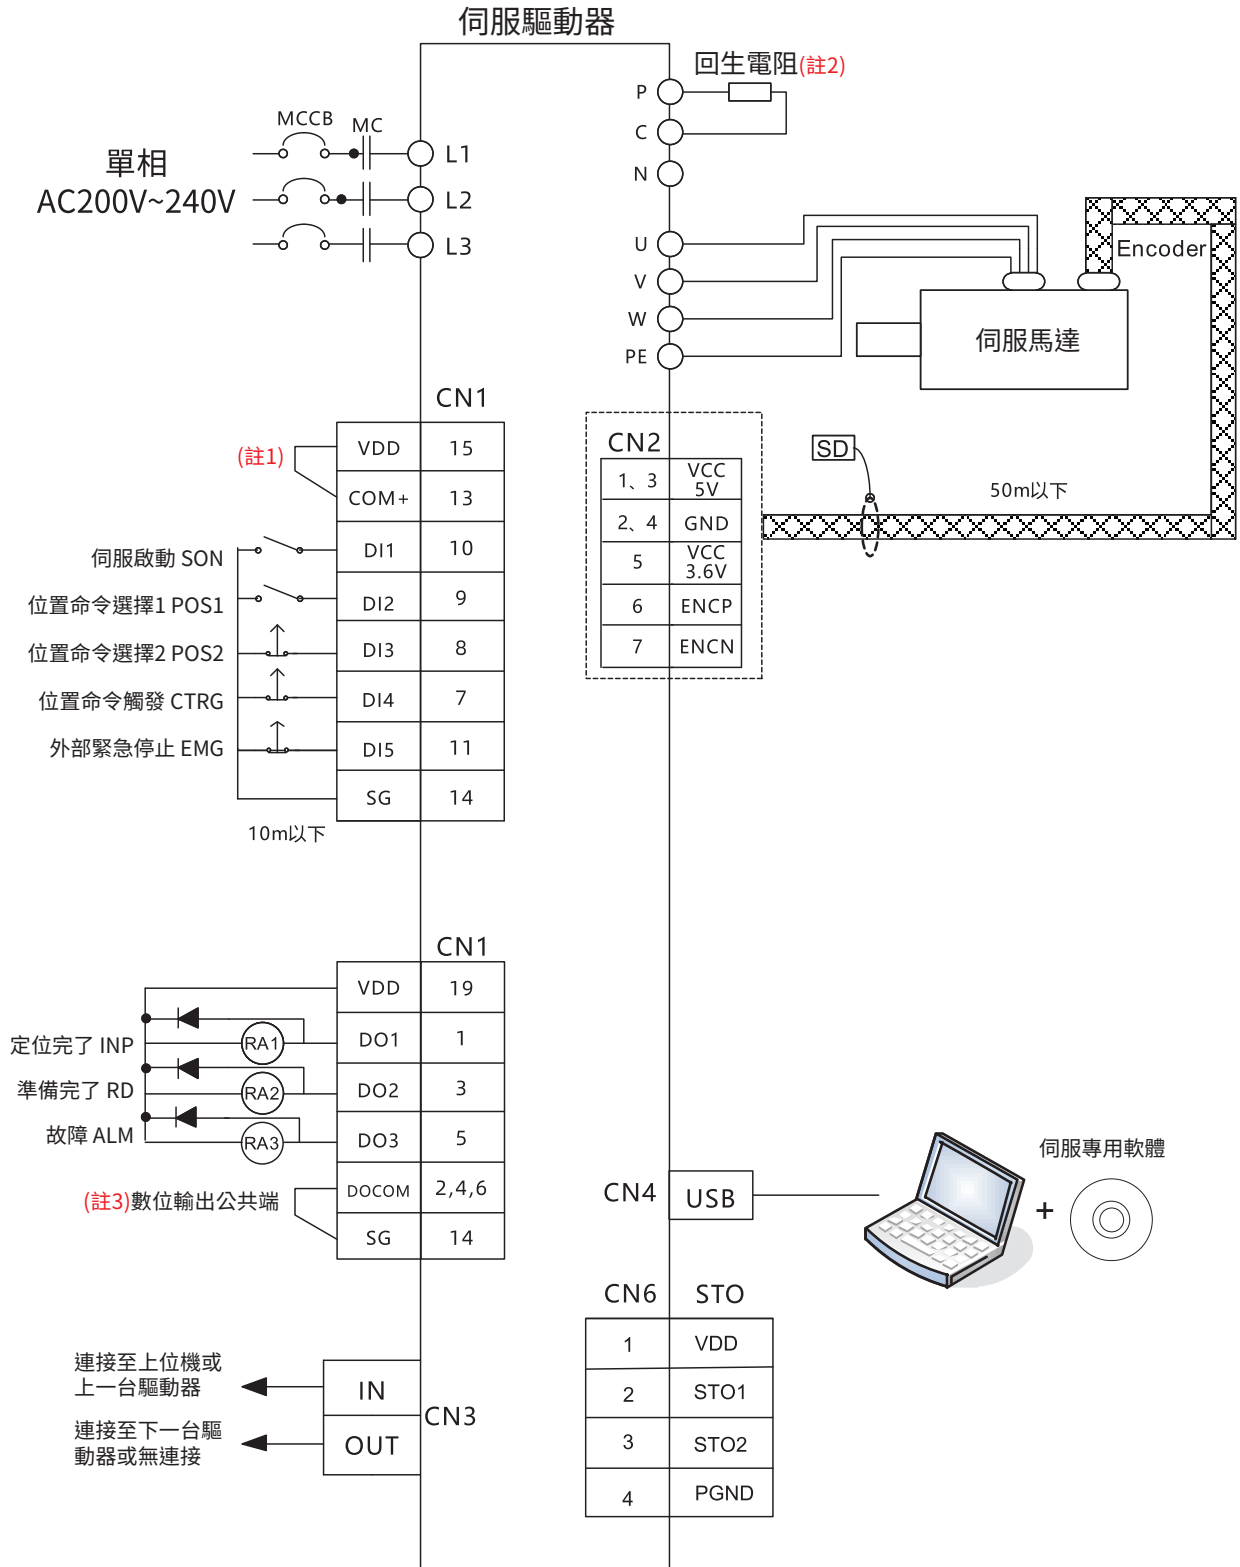 伺服驅動器
回生電阻(註2)
P
C
N
MCCB
MC
單相
AC200V~240V
L1
L2
L3
U
V
W
PE
Encoder
伺服馬達
CN1
(註1)
VDD 15
COM+ 13
伺服啟動 SON
DI1 10
位置命令選擇1 POS1
DI2 9
位置命令選擇2 POS2
DI3 8
位置命令觸發 CTRG
DI4 7
外部緊急停止 EMG
DI5 11
SG 14
10m以下
CN2
1、3 VCC 5V
2、4 GND
5 VCC 3.6V
6 ENCP
7 ENCN
SD
50m以下
CN1
VDD 19
定位完了 INP
RA1
DO1 1
準備完了 RD
RA2
DO2 3
故障 ALM
RA3
DO3 5
(註3)數位輸出公共端
DOCOM 2,4,6
SG 14
CN4
USB
伺服專用軟體
+
CN6 STO
1 VDD
2 STO1
3 STO2
4 PGND
連接至上位機或
上一台驅動器
IN
CN3
連接至下一台驅
動器或無連接
OUT